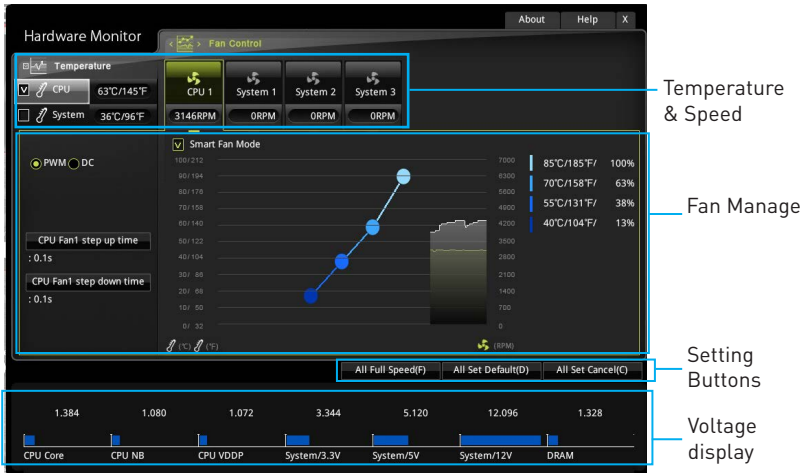 About Help X
Hardware Monitor
Fan Control
Temperature
CPU 63℃/145℉
System 36℃/96℉
CPU 1 System 1 System 2 System 3
3146RPM 0RPM 0RPM 0RPM
Temperature
& Speed
PWM DC
Smart Fan Mode
100/212 7000 85℃/185℉/ 100%
90/194 6300 70℃/158℉/ 63%
80/176 5600 55℃/131℉/ 38%
70/158 4900 40℃/104℉/ 13%
60/140 4200
50/122 3500
40/104 2800
30/ 86 2100
20/ 68 1400
10/ 50 700
0/ 32 0
(℃) (℉) (RPM)
CPU Fan1 step up time
: 0.1s
CPU Fan1 step down time
: 0.1s
Fan Manage
All Full Speed(F) All Set Default(D) All Set Cancel(C)
Setting
Buttons
1.384 1.080 1.072 3.344 5.120 12.096 1.328
CPU Core CPU NB CPU VDDP System/3.3V System/5V System/12V DRAM
Voltage
display